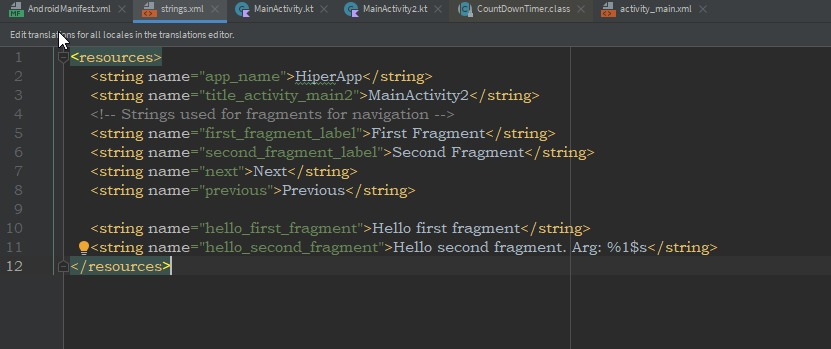 AndroidManifest.xml strings.xml MainActivity.kt MainActivity2.kt CountDownTimer.class activity_main.xml
Edit translations for all locales in the translations editor.
1 <resources>
2 <string name="app_name">HiperApp</string>
3 <string name="title_activity_main2">MainActivity2</string>
4 <!-- Strings used for fragments for navigation -->
5 <string name="first_fragment_label">First Fragment</string>
6 <string name="second_fragment_label">Second Fragment</string>
7 <string name="next">Next</string>
8 <string name="previous">Previous</string>
9
10 <string name="hello_first_fragment">Hello first fragment</string>
11 <string name="hello_second_fragment">Hello second fragment. Arg: %1$s</string>
12 </resources>